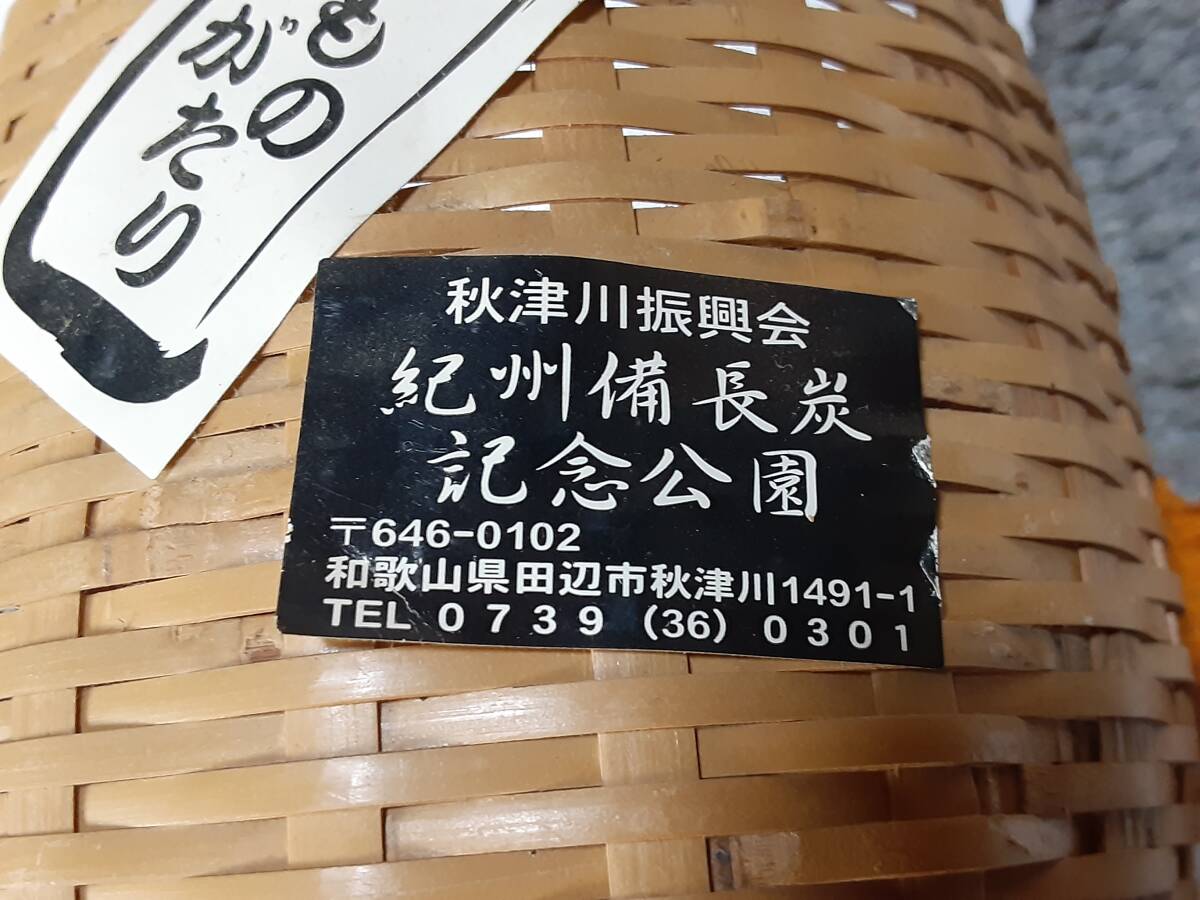 もの
がたり
秋津川振興会
紀州備長炭
記念公園
〒646-0102
和歌山県田辺市秋津川1491-1
TEL 0739 (36) 0301